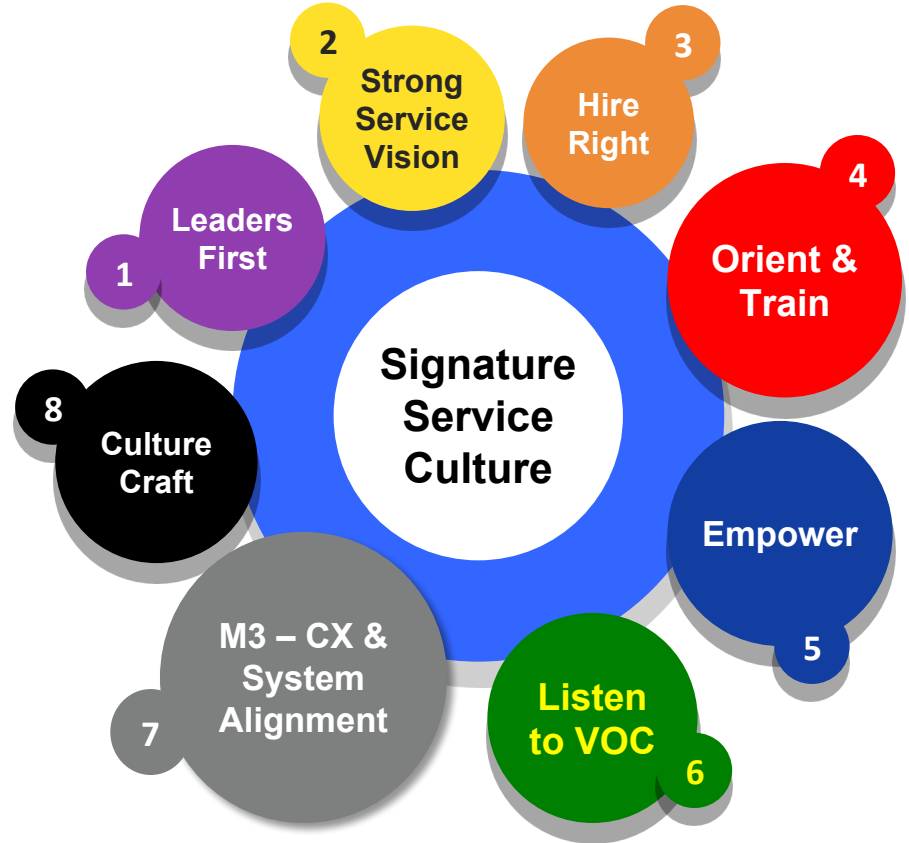 Signature
Service
Culture
1
Leaders
First
2
Strong
Service
Vision
3
Hire
Right
4
Orient &
Train
Empower
5
Listen
to VOC
6
M3 – CX &
System
Alignment
7
8
Culture
Craft